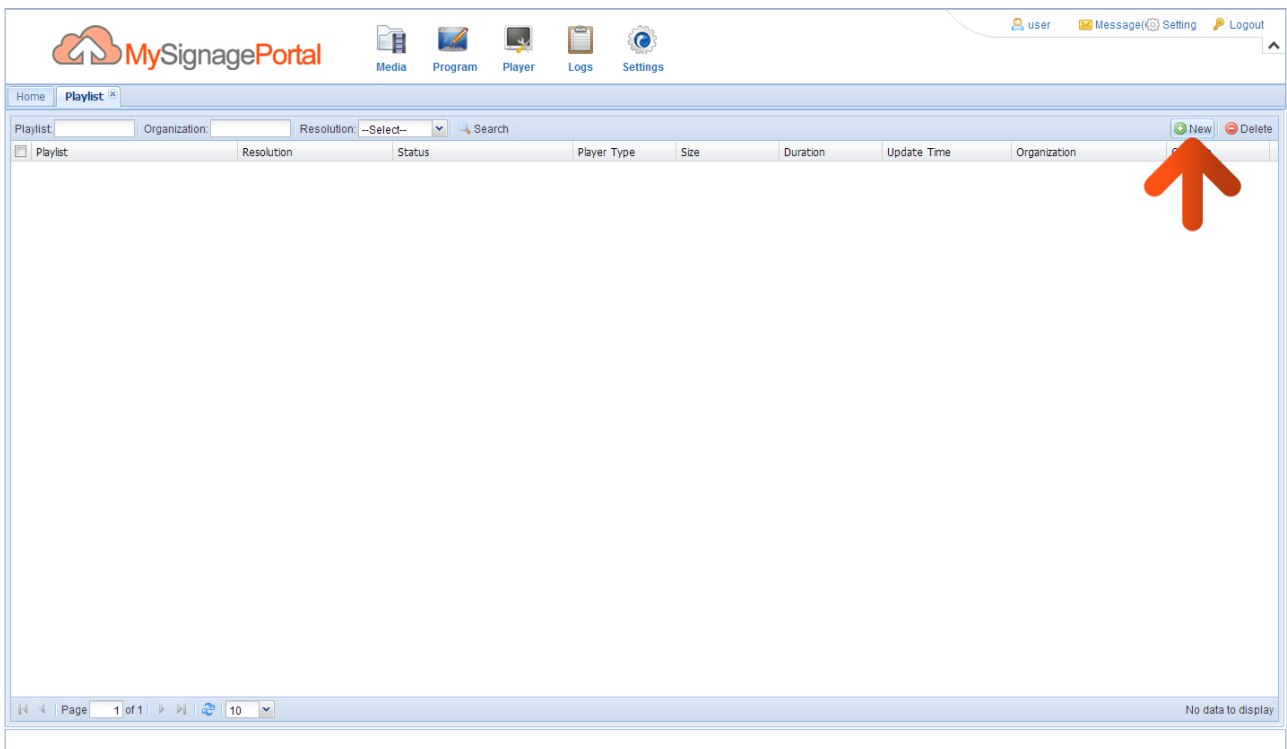 user Message( Setting Logout
MySignagePortal
Media Program Player Logs Settings
Home Playlist
Playlist: Organization: Resolution: --Select-- Search New Delete
Playlist Resolution Status Player Type Size Duration Update Time Organization
Page 1 of 1 10 No data to display